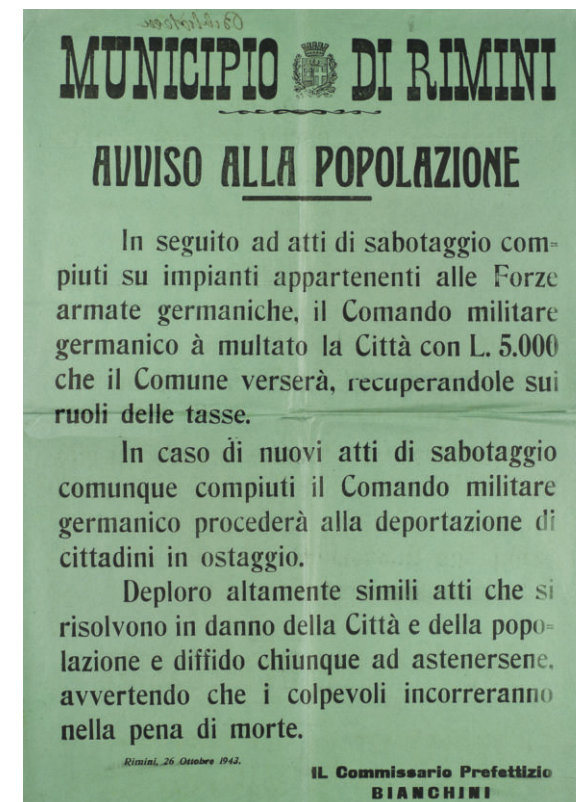 Biblioteca
MUNICIPIO DI RIMINI
AVVISO ALLA POPOLAZIONE
In seguito ad atti di sabotaggio com=
piuti su impianti appartenenti alle Forze
armate germaniche, il Comando militare
germanico à multato la Città con L. 5.000
che il Comune verserà, recuperandole sui
ruoli delle tasse.
In caso di nuovi atti di sabotaggio
comunque compiuti il Comando militare
germanico procederà alla deportazione di
cittadini in ostaggio.
Deploro altamente simili atti che si
risolvono in danno della Città e della popo=
lazione e diffido chiunque ad astenersene,
avvertendo che i colpevoli incorreranno
nella pena di morte.
Rimini, 26 Ottobre 1943.
IL Commissario Prefettizio
BIANCHINI